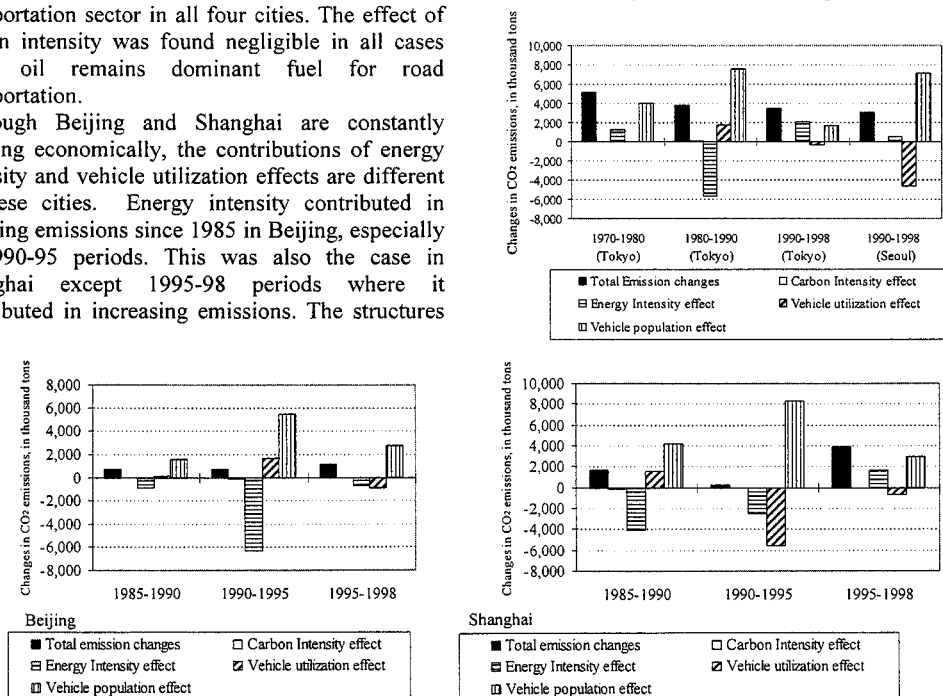 portation sector in all four cities. The effect of
n intensity was found negligible in all cases
oil remains dominant fuel for road
portation.
ough Beijing and Shanghai are constantly
ing economically, the contributions of energy
sity and vehicle utilization effects are different
ese cities. Energy intensity contributed in
ing emissions since 1985 in Beijing, especially
990-95 periods. This was also the case in
ghai except 1995-98 periods where it
buted in increasing emissions. The structures
Changes in CO2 emissions, in thousand tons
10,000
8,000
6,000
4,000
2,000
0
-2,000
-4,000
-6,000
-8,000
1970-1980 1980-1990 1990-1998 1990-1998
(Tokyo) (Tokyo) (Tokyo) (Seoul)
Total Emission changes Carbon Intensity effect
Energy Intensity effect Vehicle utilization effect
Vehicle population effect
Changes in CO2 emissions, in thousand tons
8,000
6,000
4,000
2,000
0
-2,000
-4,000
-6,000
-8,000
1985-1990 1990-1995 1995-1998
Beijing
Total emission changes Carbon Intensity effect
Energy Intensity effect Vehicle utilization effect
Vehicle population effect
Changes in CO2 emissions, in thousand tons
10,000
8,000
6,000
4,000
2,000
0
-2,000
-4,000
-6,000
-8,000
1985-1990 1990-1995 1995-1998
Shanghai
Total emission changes Carbon Intensity effect
Energy Intensity effect Vehicle utilization effect
Vehicle population effect